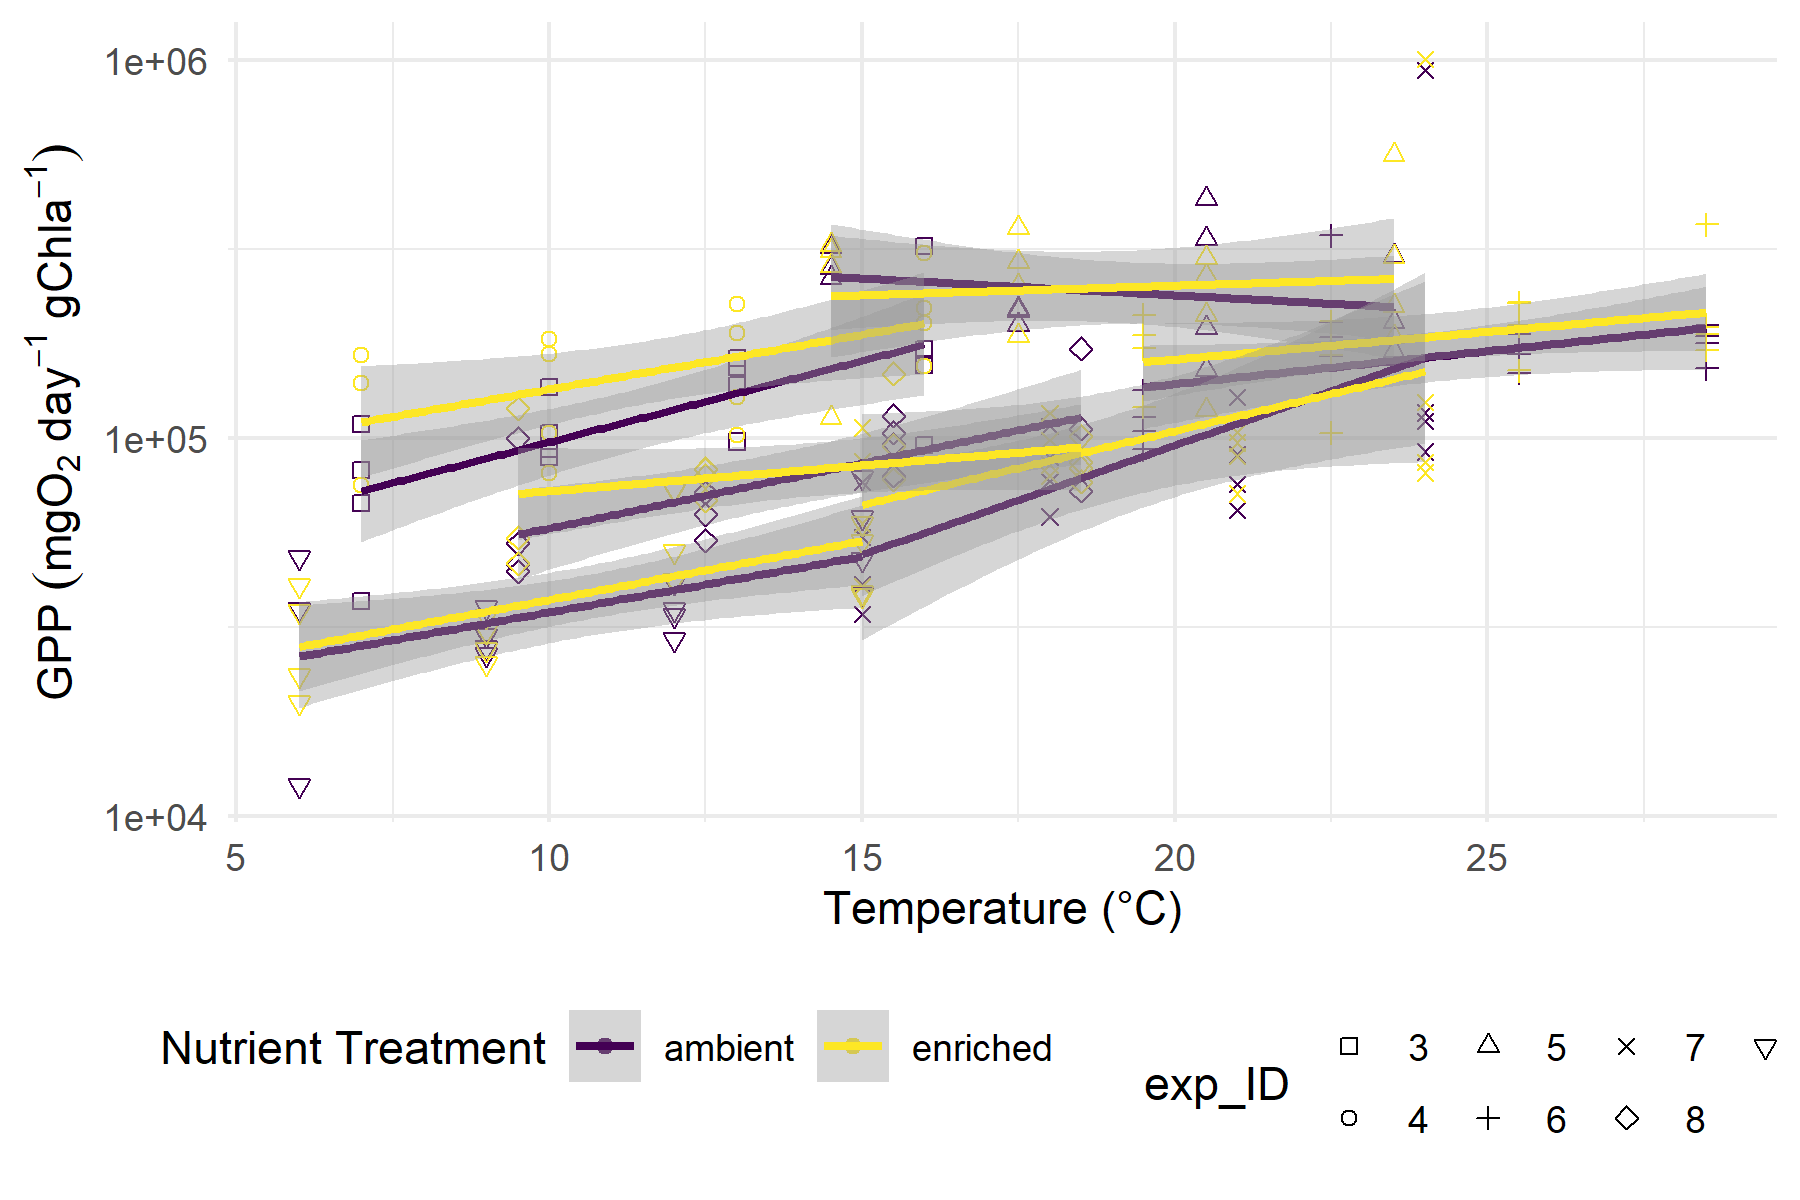 1e+06
1e+05
1e+04
GPP (mgO₂ day⁻¹ gChla⁻¹)
5 10 15 20 25
Temperature (°C)
Nutrient Treatment ambient enriched
exp_ID
3 5 7
4 6 8